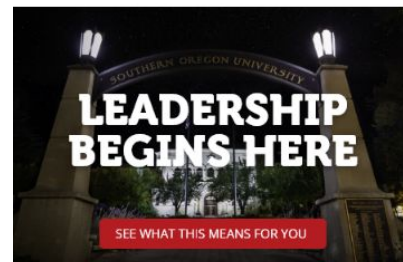 SOUTHERN OREGON UNIVERSITY
LEADERSHIP
BEGINS HERE
SEE WHAT THIS MEANS FOR YOU